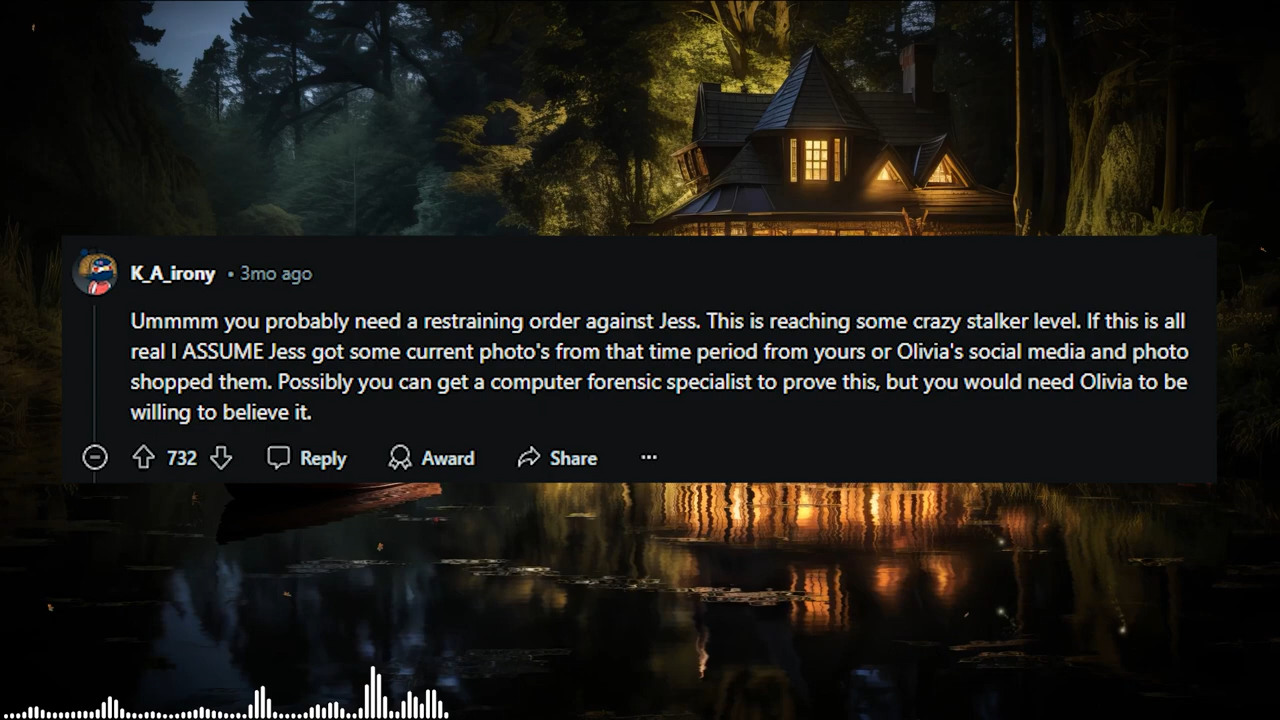 K_A_irony • 3mo ago
Ummmm you probably need a restraining order against Jess. This is reaching some crazy stalker level. If this is all
real I ASSUME Jess got some current photo's from that time period from yours or Olivia's social media and photo
shopped them. Possibly you can get a computer forensic specialist to prove this, but you would need Olivia to be
willing to believe it.
732 Reply Award Share ...